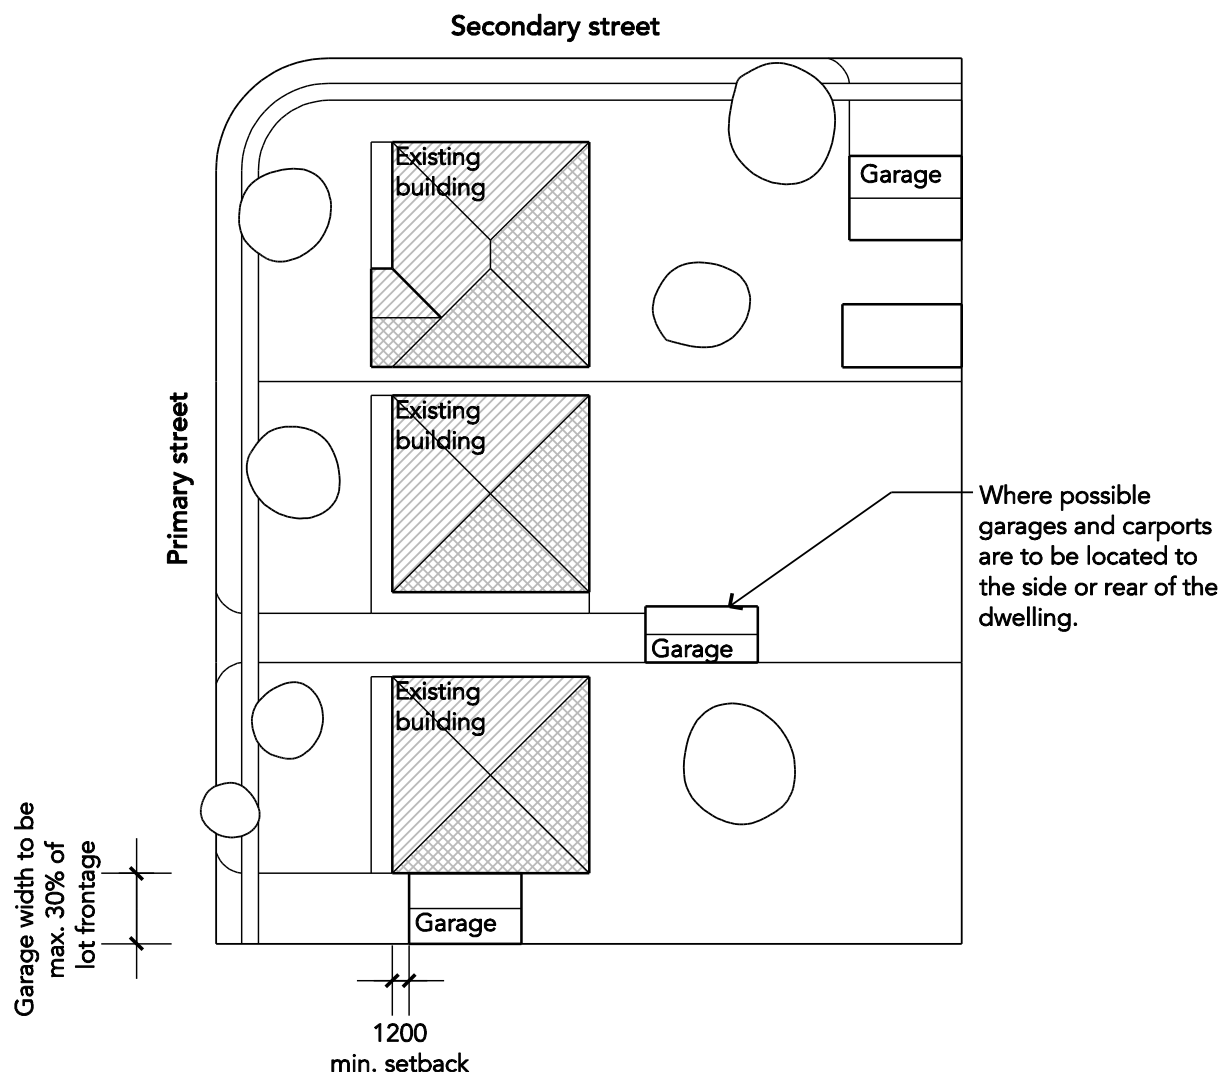 Secondary street
Existing
building
Garage
Primary street
Existing
building
Where possible
garages and carports
are to be located to
the side or rear of the
dwelling.
Garage
Existing
building
Garage width to be
max. 30% of
lot frontage
Garage
1200
min. setback